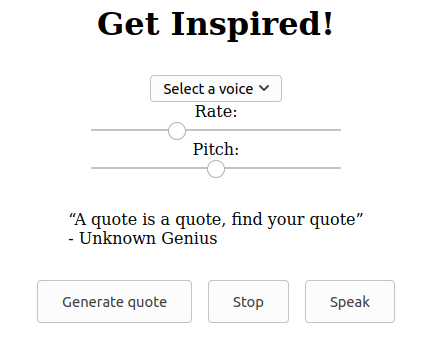 Get Inspired!
Select a voice
Rate:
Pitch:
“A quote is a quote, find your quote”
- Unknown Genius
Generate quote
Stop
Speak